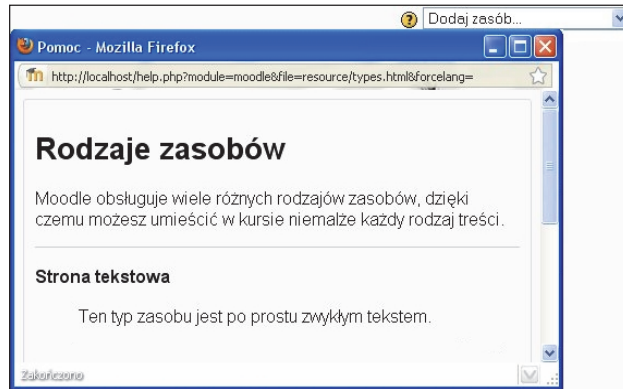 Dodaj zasób...
Pomoc - Mozilla Firefox
http://localhost/help.php?module=moodle&file=resource/types.html&forcelang=
Rodzaje zasobów
Moodle obsługuje wiele różnych rodzajów zasobów, dzięki
czemu możesz umieścić w kursie niemalże każdy rodzaj treści.
Strona tekstowa
Ten typ zasobu jest po prostu zwykłym tekstem.
Zakończono